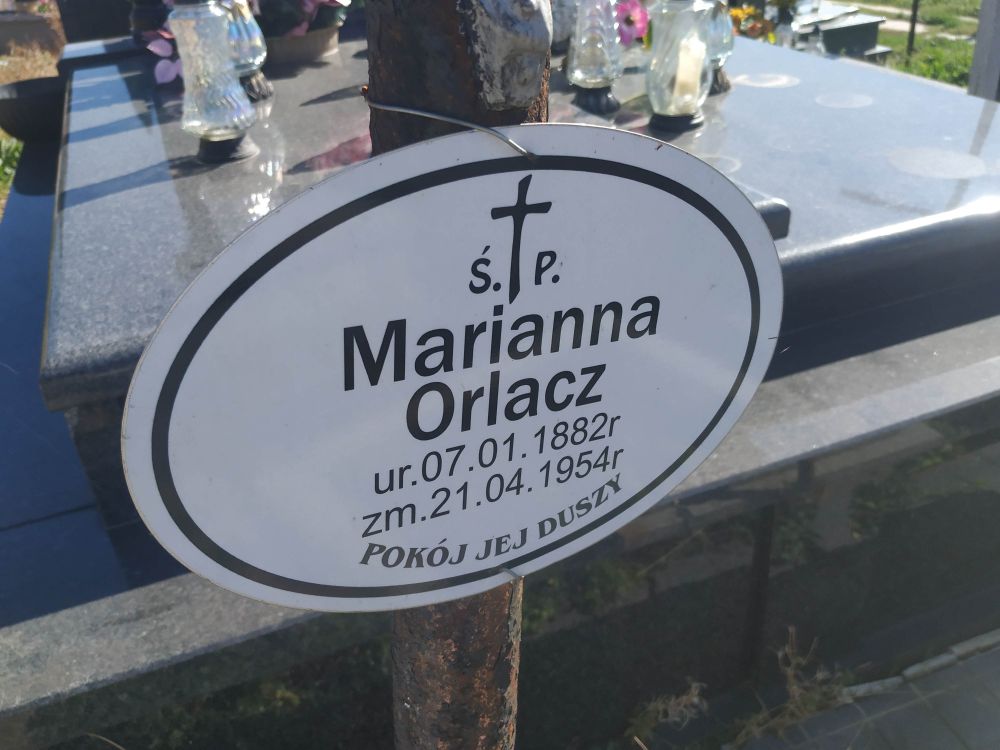 Ś. P.
Marianna
Orlacz
ur.07.01.1882r
zm.21.04.1954r
POKÓJ JEJ DUSZY